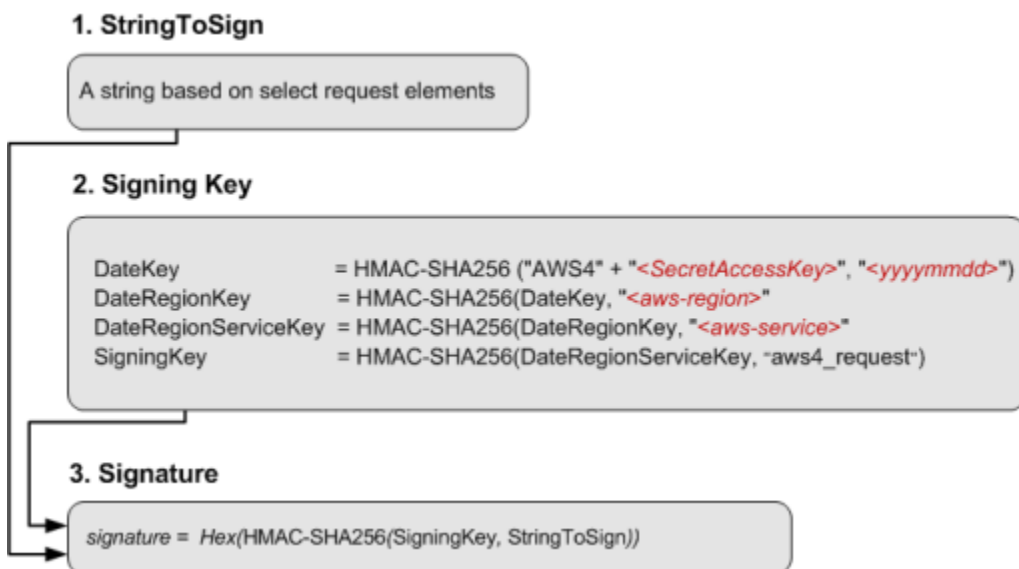 1. StringToSign
A string based on select request elements
2. Signing Key
DateKey = HMAC-SHA256 ("AWS4" + "<SecretAccessKey>", "<yyyymmdd>")
DateRegionKey = HMAC-SHA256(DateKey, "<aws-region>"
DateRegionServiceKey = HMAC-SHA256(DateRegionKey, "<aws-service>"
SigningKey = HMAC-SHA256(DateRegionServiceKey, "aws4_request")
3. Signature
signature = Hex(HMAC-SHA256(SigningKey, StringToSign))